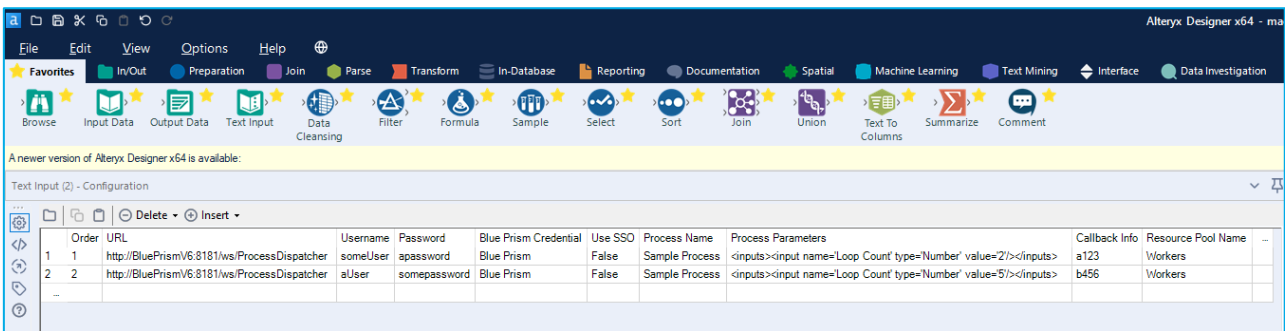 a Alteryx Designer x64 - ma
File Edit View Options Help
Favorites In/Out Preparation Join Parse Transform In-Database Reporting Documentation Spatial Machine Learning Text Mining Interface Data Investigation
Browse Input Data Output Data Text Input Data Cleansing Filter Formula Sample Select Sort Join Union Text To Columns Summarize Comment
A newer version of Alteryx Designer x64 is available:
Text Input (2) - Configuration
Delete Insert
Order URL Username Password Blue Prism Credential Use SSO Process Name Process Parameters Callback Info Resource Pool Name ...
1 1 http://BluePrismV6:8181/ws/ProcessDispatcher someUser apassword Blue Prism False Sample Process <inputs><input name='Loop Count' type='Number' value='2'/></inputs> a123 Workers
2 2 http://BluePrismV6:8181/ws/ProcessDispatcher aUser somepassword Blue Prism False Sample Process <inputs><input name='Loop Count' type='Number' value='5'/></inputs> b456 Workers
...